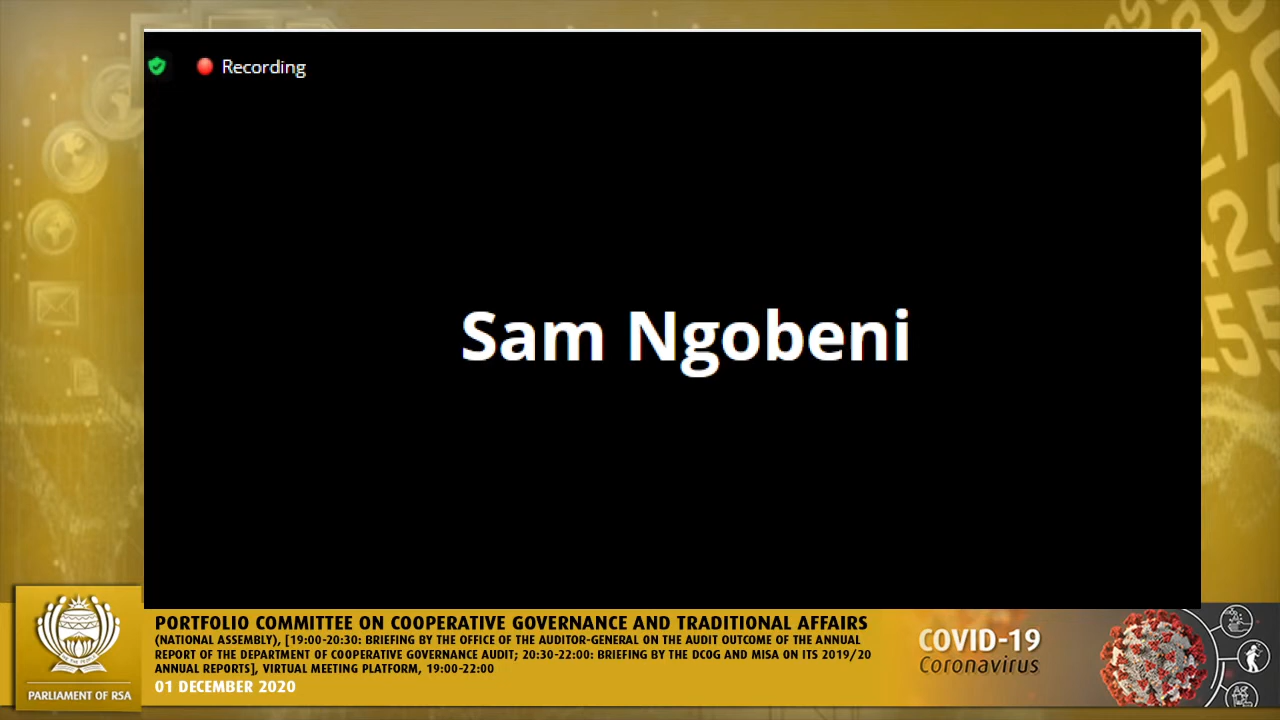 Recording
Sam Ngobeni
PORTFOLIO COMMITTEE ON COOPERATIVE GOVERNANCE AND TRADITIONAL AFFAIRS
(NATIONAL ASSEMBLY), [19:00-20:30: BRIEFING BY THE OFFICE OF THE AUDITOR-GENERAL ON THE AUDIT OUTCOME OF THE ANNUAL
REPORT OF THE DEPARTMENT OF COOPERATIVE GOVERNANCE AUDIT; 20:30-22:00: BRIEFING BY THE DCOG AND MISA ON ITS 2019/20
ANNUAL REPORTS], VIRTUAL MEETING PLATFORM, 19:00-22:00
01 DECEMBER 2020
PARLIAMENT OF RSA
COVID-19
Coronavirus